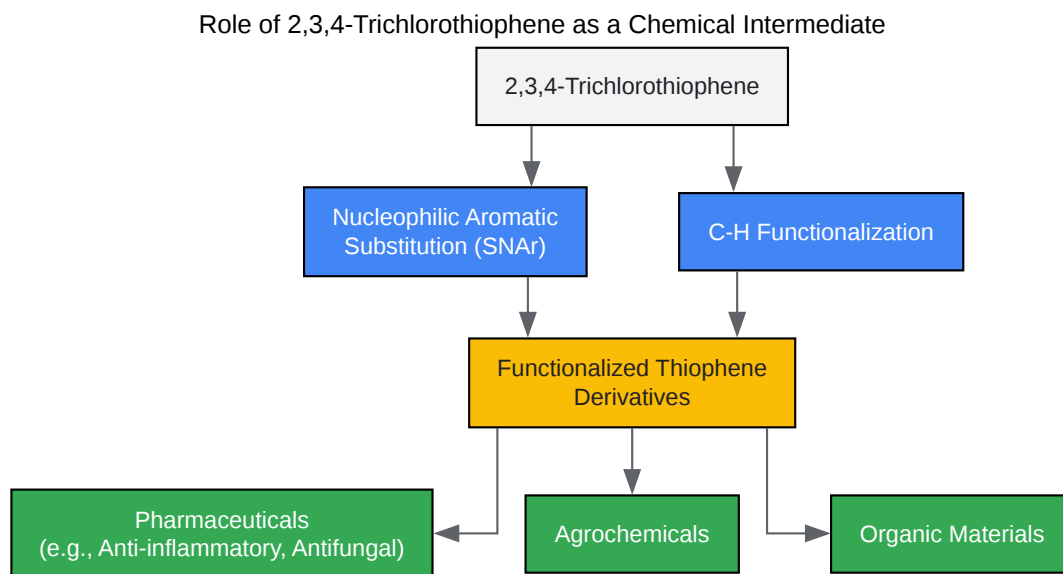 Role of 2,3,4-Trichlorothiophene as a Chemical Intermediate
2,3,4-Trichlorothiophene
Nucleophilic Aromatic
Substitution (SNAr)
C-H Functionalization
Functionalized Thiophene
Derivatives
Pharmaceuticals
(e.g., Anti-inflammatory, Antifungal)
Agrochemicals
Organic Materials